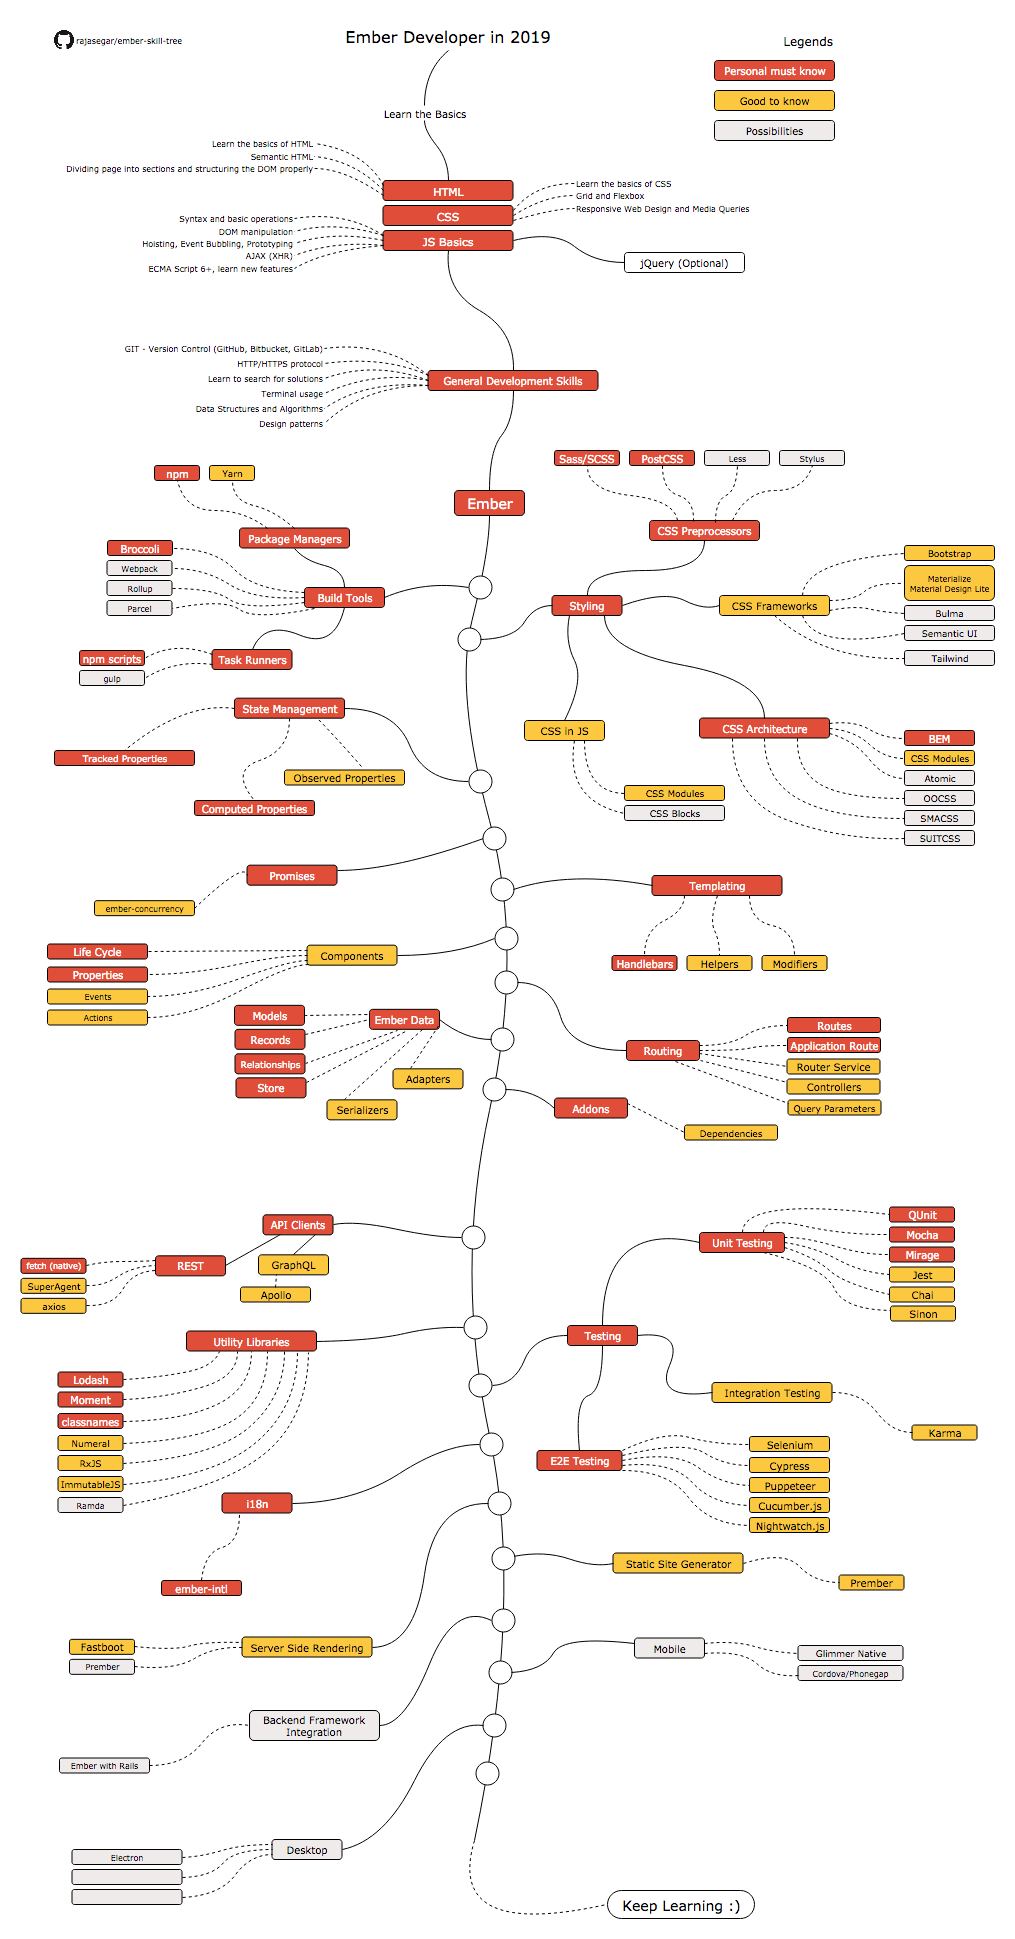 rajasegar/ember-skill-tree
Ember Developer in 2019
Legends
Personal must know
Good to know
Possibilities
Learn the Basics
Learn the basics of HTML
Semantic HTML
Dividing page into sections and structuring the DOM properly
HTML
Learn the basics of CSS
Grid and Flexbox
Responsive Web Design and Media Queries
CSS
Syntax and basic operations
DOM manipulation
Hoisting, Event Bubbling, Prototyping
AJAX (XHR)
ECMA Script 6+, learn new features
JS Basics
jQuery (Optional)
GIT - Version Control (GitHub, Bitbucket, GitLab)
HTTP/HTTPS protocol
Learn to search for solutions
Terminal usage
Data Structures and Algorithms
Design patterns
General Development Skills
Ember
npm
Yarn
Package Managers
Broccoli
Webpack
Rollup
Parcel
Build Tools
npm scripts
gulp
Task Runners
Sass/SCSS
PostCSS
Less
Stylus
CSS Preprocessors
Styling
CSS Frameworks
Bootstrap
Materialize
Material Design Lite
Bulma
Semantic UI
Tailwind
CSS in JS
CSS Modules
CSS Blocks
CSS Architecture
BEM
CSS Modules
Atomic
OOCSS
SMACSS
SUITCSS
State Management
Tracked Properties
Observed Properties
Computed Properties
Promises
ember-concurrency
Templating
Handlebars
Helpers
Modifiers
Components
Life Cycle
Properties
Events
Actions
Ember Data
Models
Records
Relationships
Store
Adapters
Serializers
Routing
Routes
Application Route
Router Service
Controllers
Query Parameters
Addons
Dependencies
API Clients
REST
fetch (native)
SuperAgent
axios
GraphQL
Apollo
Unit Testing
QUnit
Mocha
Mirage
Jest
Chai
Sinon
Testing
Integration Testing
Karma
E2E Testing
Selenium
Cypress
Puppeteer
Cucumber.js
Nightwatch.js
Utility Libraries
Lodash
Moment
classnames
Numeral
RxJS
ImmutableJS
Ramda
i18n
ember-intl
Static Site Generator
Prember
Server Side Rendering
Fastboot
Prember
Mobile
Glimmer Native
Cordova/Phonegap
Backend Framework
Integration
Ember with Rails
Desktop
Electron
Keep Learning :)